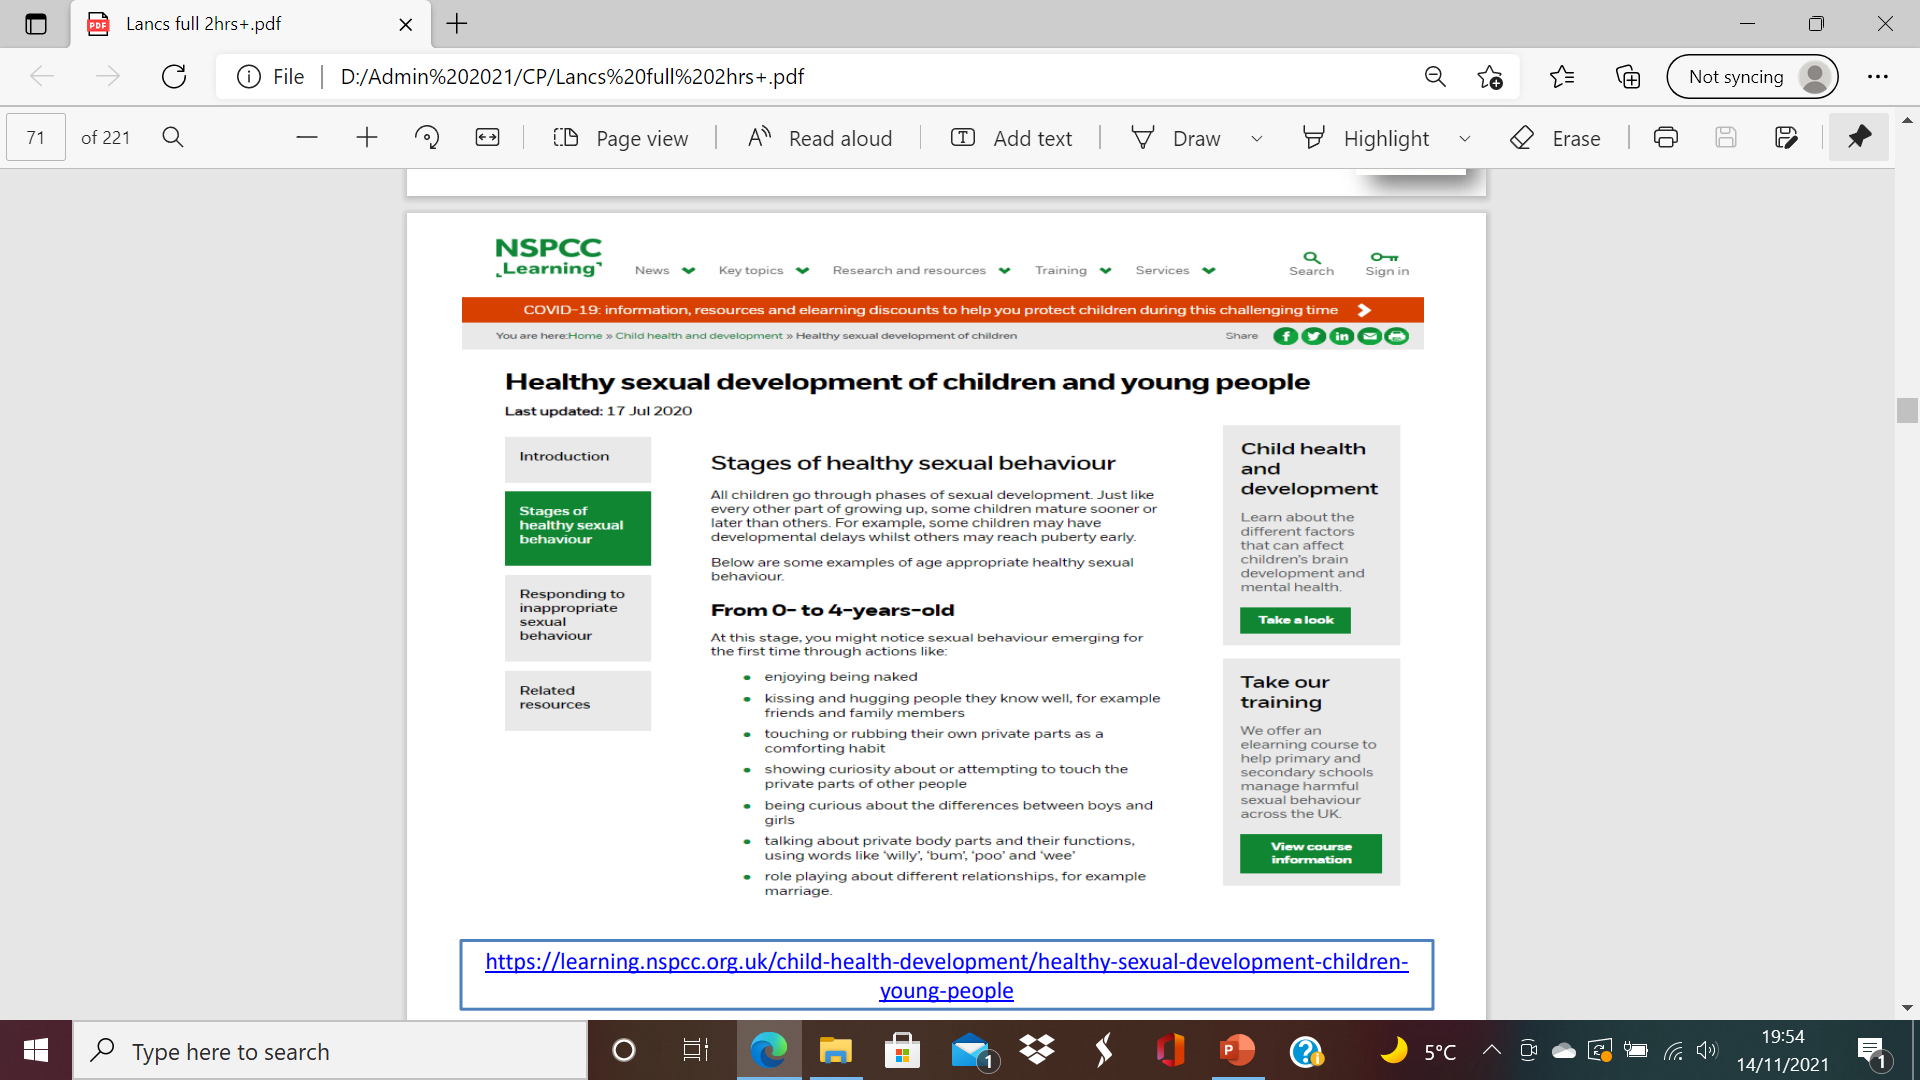 Lancs full 2hrs+.pdf
File
D:/Admin%202021/CP/Lancs%20full%202hrs+.pdf
Not syncing
71 of 221
Page view
Read aloud
Add text
Draw
Highlight
Erase
NSPCC
Learning
News
Key topics
Research and resources
Training
Services
Search
Sign in
COVID-19: information, resources and elearning discounts to help you protect children during this challenging time
You are here:Home » Child health and development » Healthy sexual development of children
Share
Healthy sexual development of children and young people
Last updated: 17 Jul 2020
Introduction
Stages of
healthy sexual
behaviour
Responding to
inappropriate
sexual
behaviour
Related
resources
Stages of healthy sexual behaviour
All children go through phases of sexual development. Just like
every other part of growing up, some children mature sooner or
later than others. For example, some children may have
developmental delays whilst others may reach puberty early.
Below are some examples of age appropriate healthy sexual
behaviour.
From 0- to 4-years-old
At this stage, you might notice sexual behaviour emerging for
the first time through actions like:
• enjoying being naked
• kissing and hugging people they know well, for example
friends and family members
• touching or rubbing their own private parts as a
comforting habit
• showing curiosity about or attempting to touch the
private parts of other people
• being curious about the differences between boys and
girls
• talking about private body parts and their functions,
using words like ‘willy’, ‘bum’, ‘poo’ and ‘wee’
• role playing about different relationships, for example
marriage.
Child health
and
development
Learn about the
different factors
that can affect
children's brain
development and
mental health.
Take a look
Take our
training
We offer an
elearning course to
help primary and
secondary schools
manage harmful
sexual behaviour
across the UK.
View course
information
https://learning.nspcc.org.uk/child-health-development/healthy-sexual-development-children-
young-people
Type here to search
1
5°C
19:54
14/11/2021
1